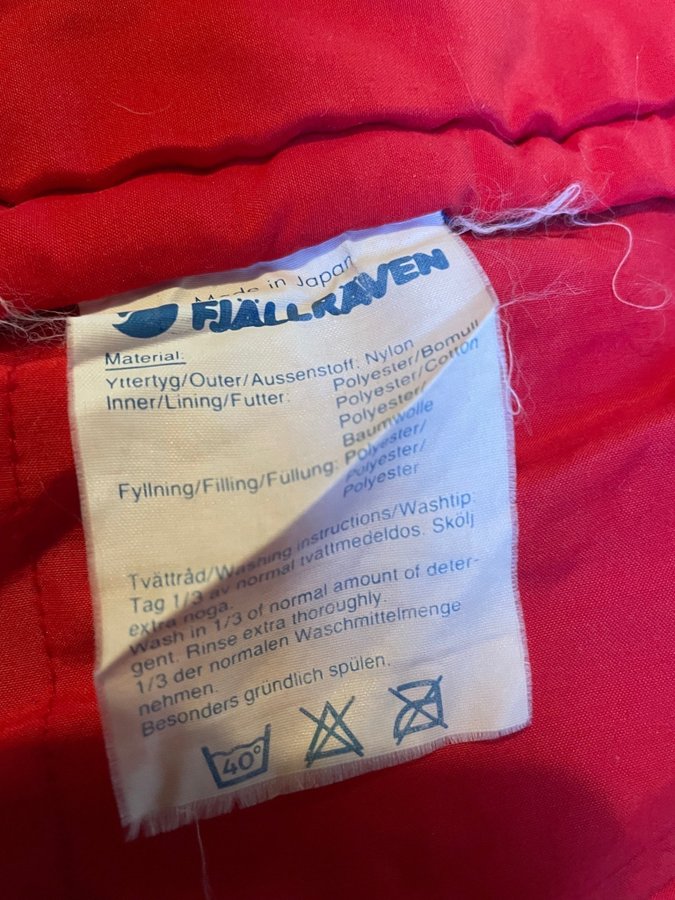 Made in Japan
FJÄLLRÄVEN
Material:
Yttertyg/Outer/Aussenstoff: Nylon
Inner/Lining/Futter: Polyester/Bomull
Polyester/Cotton
Polyester/
Baumwolle
Fyllning/Filling/Füllung: Polyester/
Polyester/
Polyester
Tvättråd/Washing instructions/Washtip:
Tag 1/3 av normal tvättmedeldos. Skölj
extra noga.
Wash in 1/3 of normal amount of deter-
gent. Rinse extra thoroughly.
1/3 der normalen Waschmittelmenge
nehmen.
Besonders gründlich spülen.
40°